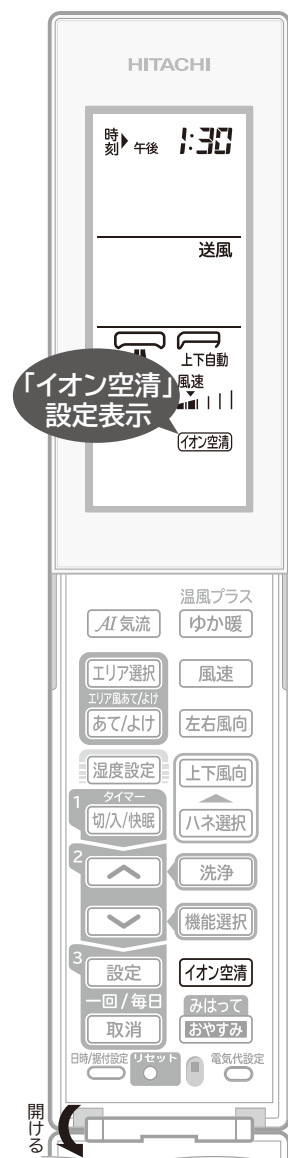 HITACHI
時刻 午後 1:30
送風
上下自動
「イオン空清」
設定表示
風速
イオン空清
温風プラス
AI気流 ゆか暖
エリア選択 風速
エリア風あて/よけ
あて/よけ 左右風向
湿度設定 上下風向
1 タイマー
切/入/快眠 ハネ選択
2 洗浄
機能選択
3
設定 イオン空清
一回/毎日 みはって
取消 おやすみ
日時/据付設定 リセット 電気代設定
開ける